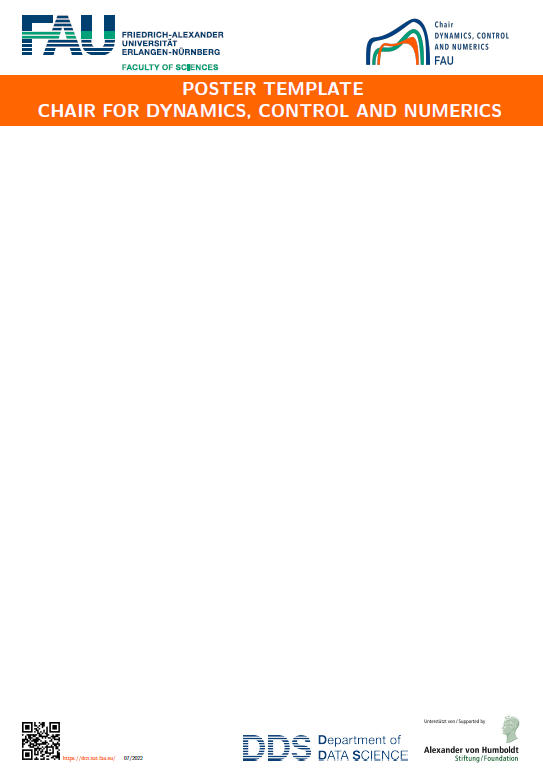 FAU
FRIEDRICH-ALEXANDER
UNIVERSITÄT
ERLANGEN-NÜRNBERG
FACULTY OF SCIENCES
Chair
DYNAMICS, CONTROL
AND NUMERICS
FAU
POSTER TEMPLATE
CHAIR FOR DYNAMICS, CONTROL AND NUMERICS
https://dcn.nat.fau.eu/ 07/2022
DDS
Department of
DATA SCIENCE
Unterstützt von / Supported by
Alexander von Humboldt
Stiftung / Foundation